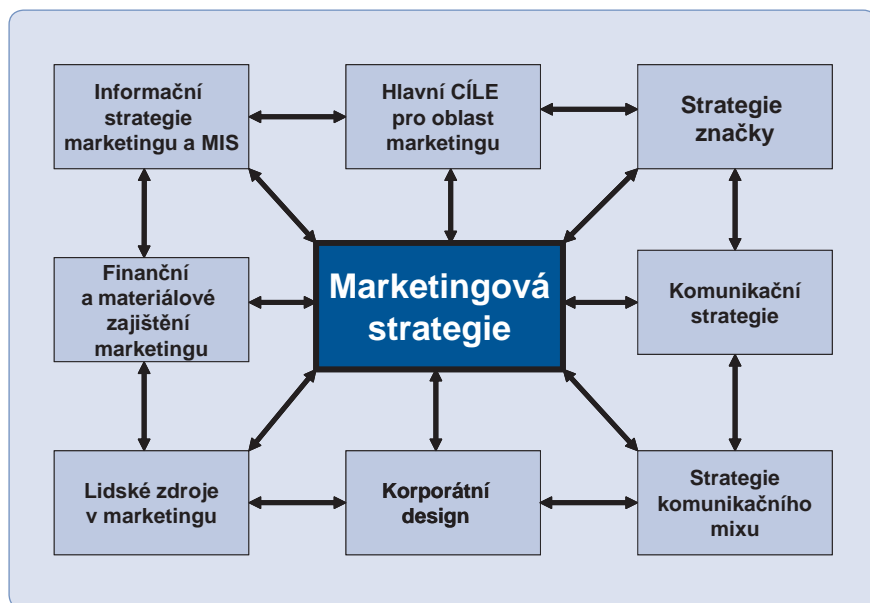 Informační
strategie
marketingu a MIS
Hlavní CÍLE
pro oblast
marketingu
Strategie
značky
Finanční
a materiálové
zajištění
marketingu
Marketingová
strategie
Komunikační
strategie
Lidské zdroje
v marketingu
Korporátní
design
Strategie
komunikačního
mixu